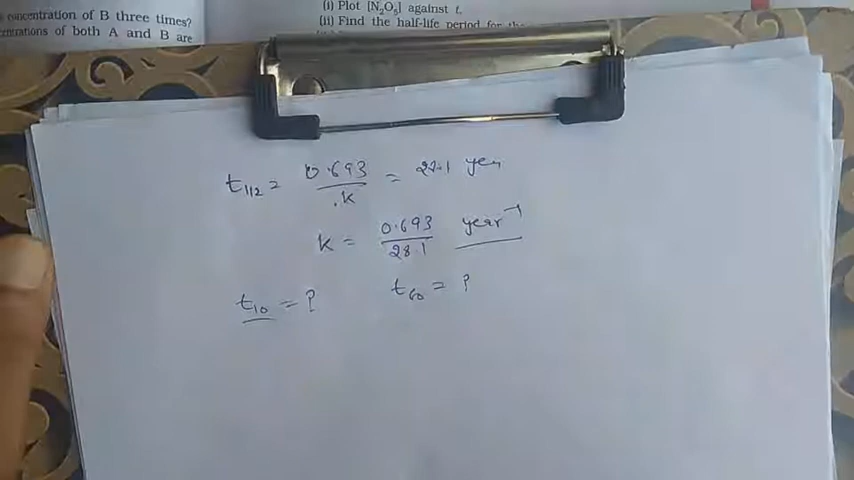 concentration of B three times?
entrations of both A and B are
(i) Plot [N₂O₅] against t.
(ii) Find the half-life period for the
t₁/₂ = 0.693 / .k = 28.1 year
k = 0.693 / 28.1 year⁻¹
t₁₀ = ? t₆₀ = ?